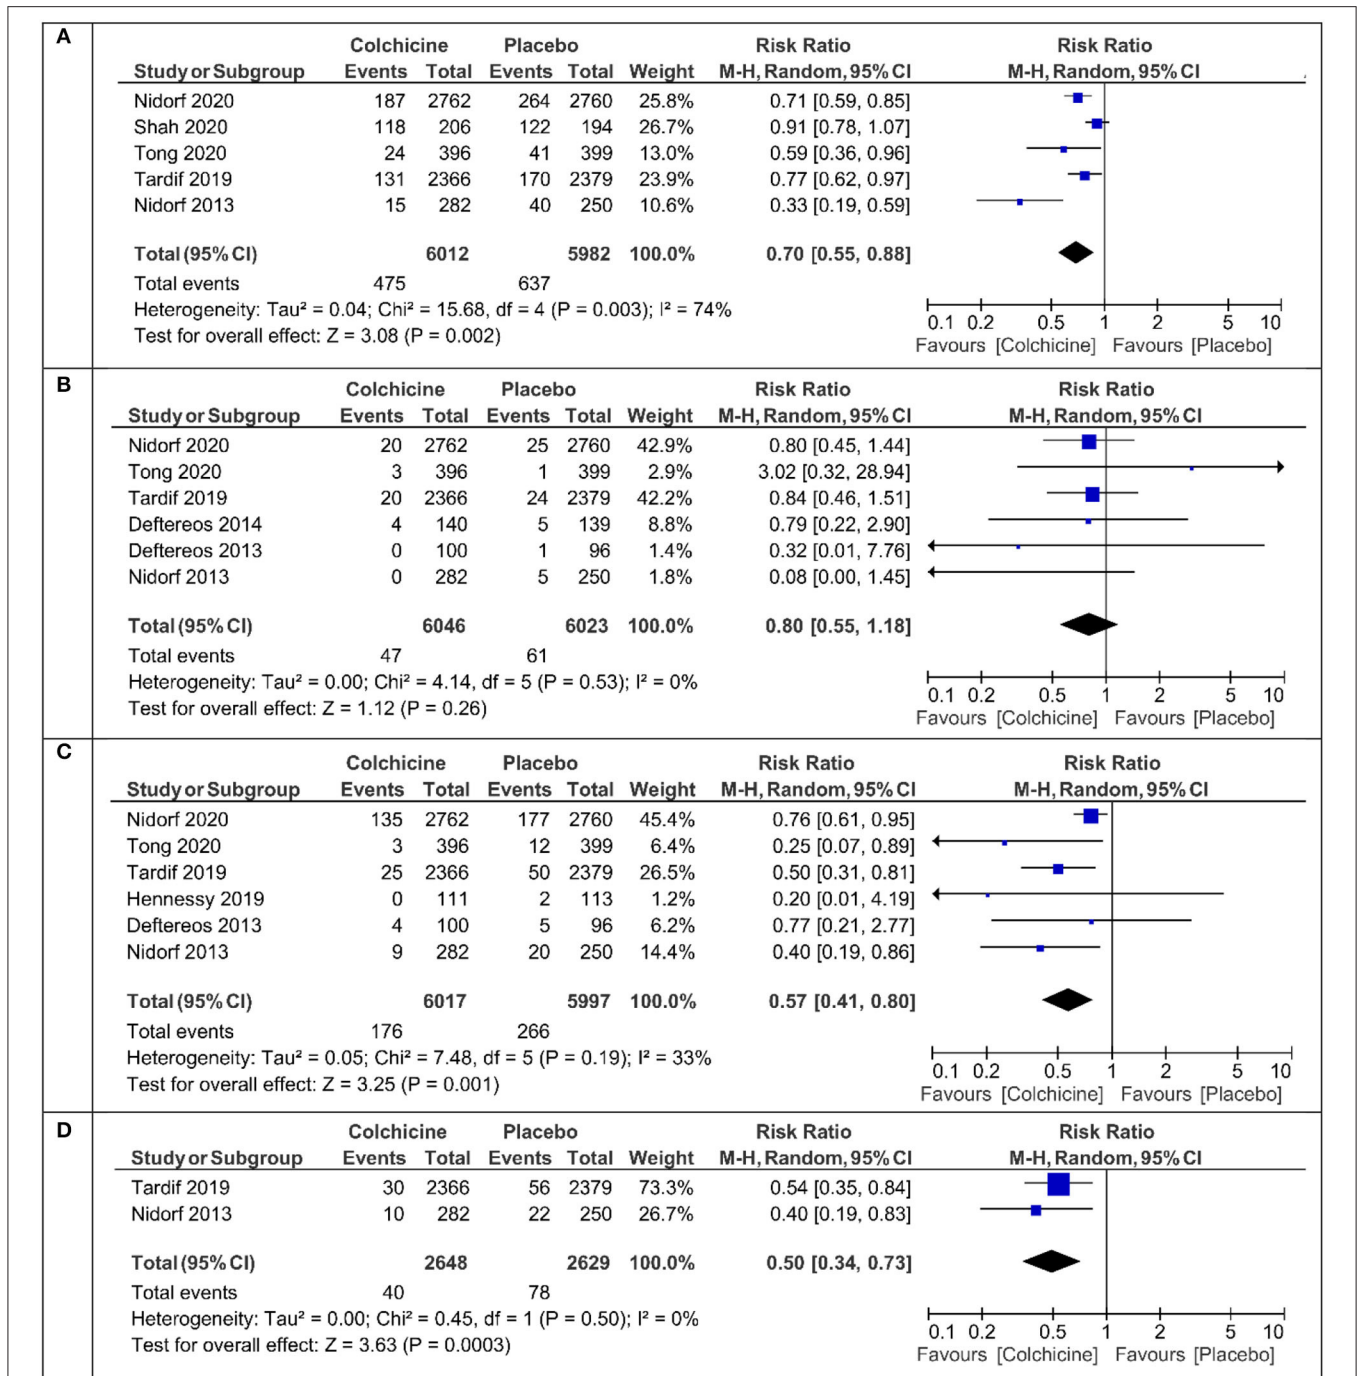 A
Colchicine Placebo Risk Ratio Risk Ratio
Study or Subgroup Events Total Events Total Weight M-H, Random, 95% CI M-H, Random, 95% CI
Nidorf 2020 187 2762 264 2760 25.8% 0.71 [0.59, 0.85]
Shah 2020 118 206 122 194 26.7% 0.91 [0.78, 1.07]
Tong 2020 24 396 41 399 13.0% 0.59 [0.36, 0.96]
Tardif 2019 131 2366 170 2379 23.9% 0.77 [0.62, 0.97]
Nidorf 2013 15 282 40 250 10.6% 0.33 [0.19, 0.59]
Total (95% CI) 6012 5982 100.0% 0.70 [0.55, 0.88]
Total events 475 637
Heterogeneity: Tau² = 0.04; Chi² = 15.68, df = 4 (P = 0.003); I² = 74%
Test for overall effect: Z = 3.08 (P = 0.002)
0.1 0.2 0.5 1 2 5 10
Favours [Colchicine] Favours [Placebo]
B
Colchicine Placebo Risk Ratio Risk Ratio
Study or Subgroup Events Total Events Total Weight M-H, Random, 95% CI M-H, Random, 95% CI
Nidorf 2020 20 2762 25 2760 42.9% 0.80 [0.45, 1.44]
Tong 2020 3 396 1 399 2.9% 3.02 [0.32, 28.94]
Tardif 2019 20 2366 24 2379 42.2% 0.84 [0.46, 1.51]
Deftereos 2014 4 140 5 139 8.8% 0.79 [0.22, 2.90]
Deftereos 2013 0 100 1 96 1.4% 0.32 [0.01, 7.76]
Nidorf 2013 0 282 5 250 1.8% 0.08 [0.00, 1.45]
Total (95% CI) 6046 6023 100.0% 0.80 [0.55, 1.18]
Total events 47 61
Heterogeneity: Tau² = 0.00; Chi² = 4.14, df = 5 (P = 0.53); I² = 0%
Test for overall effect: Z = 1.12 (P = 0.26)
0.1 0.2 0.5 1 2 5 10
Favours [Colchicine] Favours [Placebo]
C
Colchicine Placebo Risk Ratio Risk Ratio
Study or Subgroup Events Total Events Total Weight M-H, Random, 95% CI M-H, Random, 95% CI
Nidorf 2020 135 2762 177 2760 45.4% 0.76 [0.61, 0.95]
Tong 2020 3 396 12 399 6.4% 0.25 [0.07, 0.89]
Tardif 2019 25 2366 50 2379 26.5% 0.50 [0.31, 0.81]
Hennessy 2019 0 111 2 113 1.2% 0.20 [0.01, 4.19]
Deftereos 2013 4 100 5 96 6.2% 0.77 [0.21, 2.77]
Nidorf 2013 9 282 20 250 14.4% 0.40 [0.19, 0.86]
Total (95% CI) 6017 5997 100.0% 0.57 [0.41, 0.80]
Total events 176 266
Heterogeneity: Tau² = 0.05; Chi² = 7.48, df = 5 (P = 0.19); I² = 33%
Test for overall effect: Z = 3.25 (P = 0.001)
0.1 0.2 0.5 1 2 5 10
Favours [Colchicine] Favours [Placebo]
D
Colchicine Placebo Risk Ratio Risk Ratio
Study or Subgroup Events Total Events Total Weight M-H, Random, 95% CI M-H, Random, 95% CI
Tardif 2019 30 2366 56 2379 73.3% 0.54 [0.35, 0.84]
Nidorf 2013 10 282 22 250 26.7% 0.40 [0.19, 0.83]
Total (95% CI) 2648 2629 100.0% 0.50 [0.34, 0.73]
Total events 40 78
Heterogeneity: Tau² = 0.00; Chi² = 0.45, df = 1 (P = 0.50); I² = 0%
Test for overall effect: Z = 3.63 (P = 0.0003)
0.1 0.2 0.5 1 2 5 10
Favours [Colchicine] Favours [Placebo]